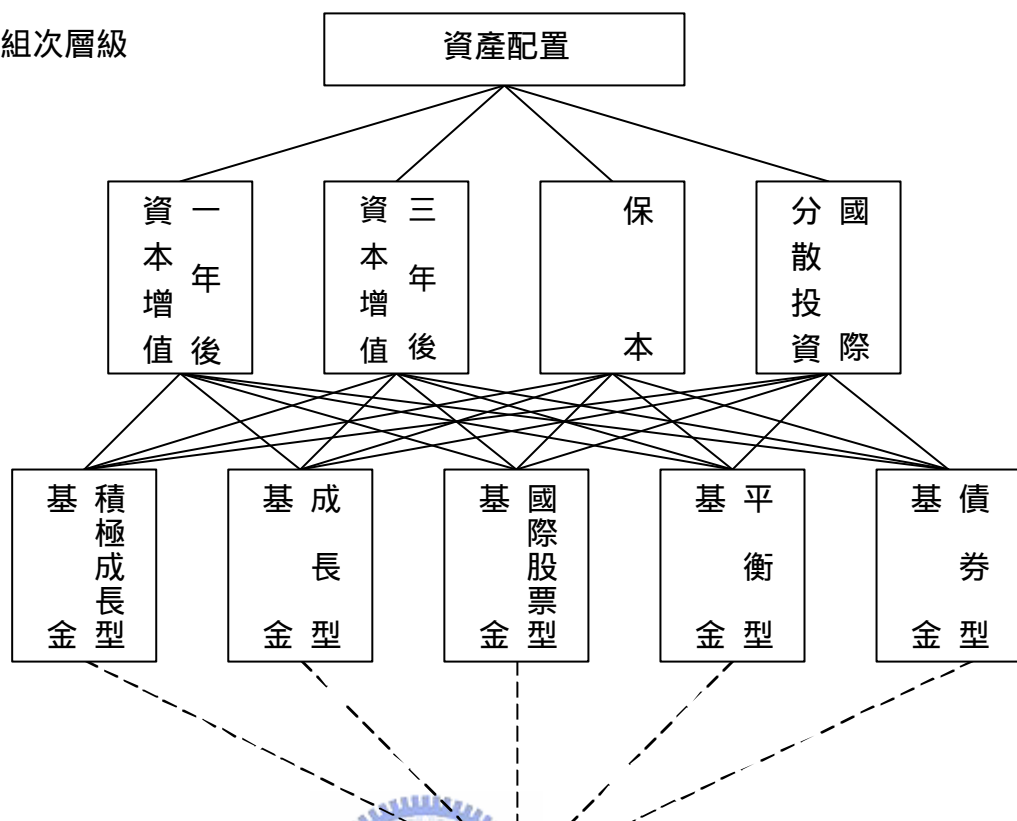 組次層級
資產配置
一年後
資本增值
三年後
資本增值
保本
國際
分散投資
積極成長型
基金
成長型
基金
國際股票型
基金
平衡型
基金
債券型
基金